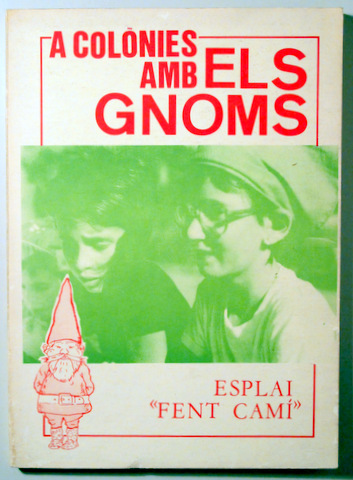 A COLÒNIES
AMB ELS
GNOMS
ESPLAI
“FENT CAMÍ”